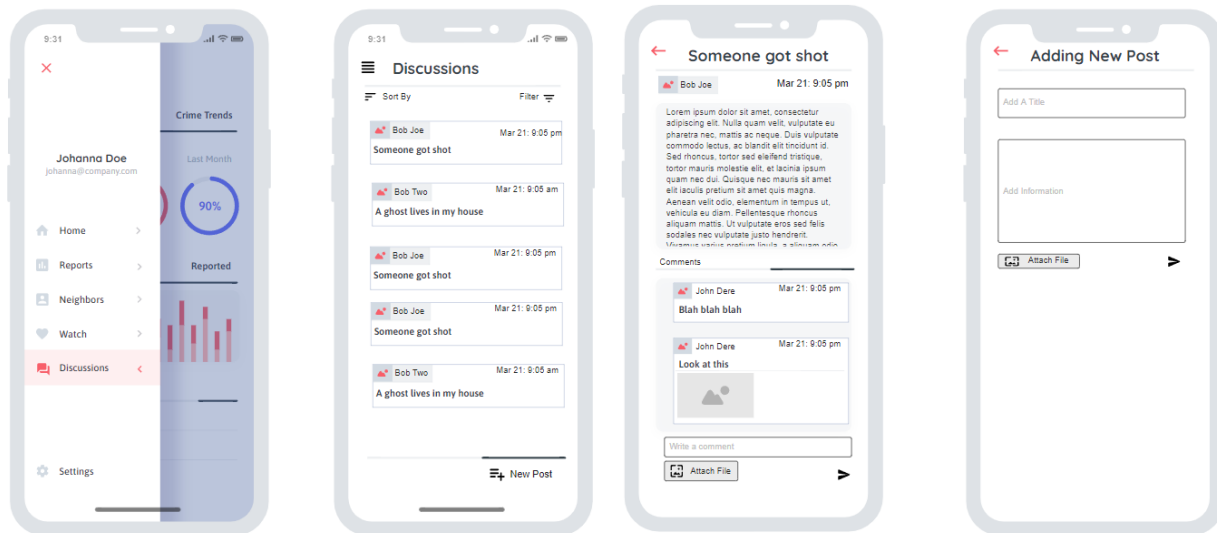 9:31
Crime Trends
Johanna Doe
johanna@company.com
Last Month
90%
Home
Reports
Reported
Neighbors
Watch
Discussions
Settings
9:31
Discussions
Sort By
Filter
Bob Joe
Mar 21: 9:05 pm
Someone got shot
Bob Two
Mar 21: 9:05 am
A ghost lives in my house
Bob Joe
Mar 21: 9:05 pm
Someone got shot
Bob Joe
Mar 21: 9:05 pm
Someone got shot
Bob Two
Mar 21: 9:05 am
A ghost lives in my house
New Post
Someone got shot
Bob Joe
Mar 21: 9:05 pm
Lorem ipsum dolor sit amet, consectetur
adipiscing elit. Nulla quam velit, vulputate eu
pharetra nec, mattis ac neque. Duis vulputate
commodo lectus, ac blandit elit tincidunt id.
Sed rhoncus, tortor sed eleifend tristique,
tortor mauris molestie elit, et lacinia ipsum
quam nec dui. Quisque nec mauris sit amet
elit iaculis pretium sit amet quis magna.
Aenean velit odio, elementum in tempus ut,
vehicula eu diam. Pellentesque rhoncus
aliquam mattis. Ut vulputate eros sed felis
sodales nec vulputate justo hendrerit.
Vivamus varius pretium ligula, a aliquam odio
Comments
John Dere
Mar 21: 9:05 pm
Blah blah blah
John Dere
Mar 21: 9:05 pm
Look at this
Write a comment
Attach File
Adding New Post
Add A Title
Add Information
Attach File